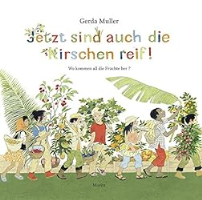 Gerda Muller
Jetzt sind auch die
Kirschen reif!
Wo kommen all die Früchte her?